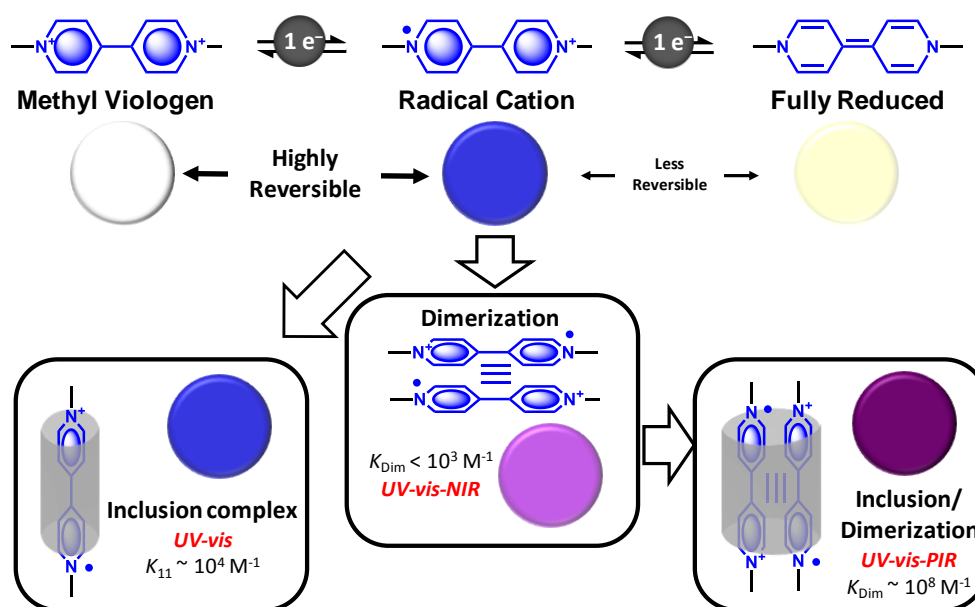 N⁺
N⁺
1 e⁻
N
N⁺
1 e⁻
N
N
Methyl Viologen
Radical Cation
Fully Reduced
Highly
Reversible
Less
Reversible
Dimerization
N⁺
N
N
N⁺
K_Dim < 10³ M⁻¹
UV-vis-NIR
N⁺
N
Inclusion complex
UV-vis
K₁₁ ~ 10⁴ M⁻¹
N
N⁺
N⁺
N
Inclusion/
Dimerization
UV-vis-PIR
K_Dim ~ 10⁸ M⁻¹